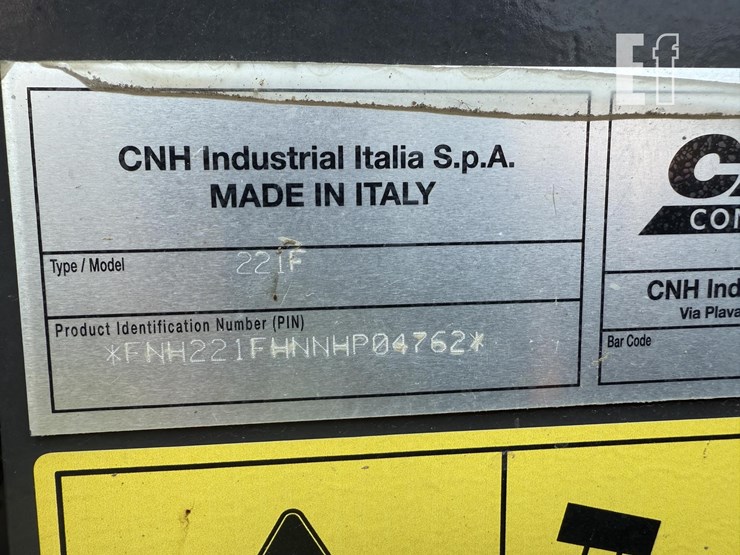 Ef
CNH Industrial Italia S.p.A.
MADE IN ITALY
Type / Model 221F
Product Identification Number (PIN)
*FNH221FHNNHP04762*
CNH Ind
Via Plava
Bar Code